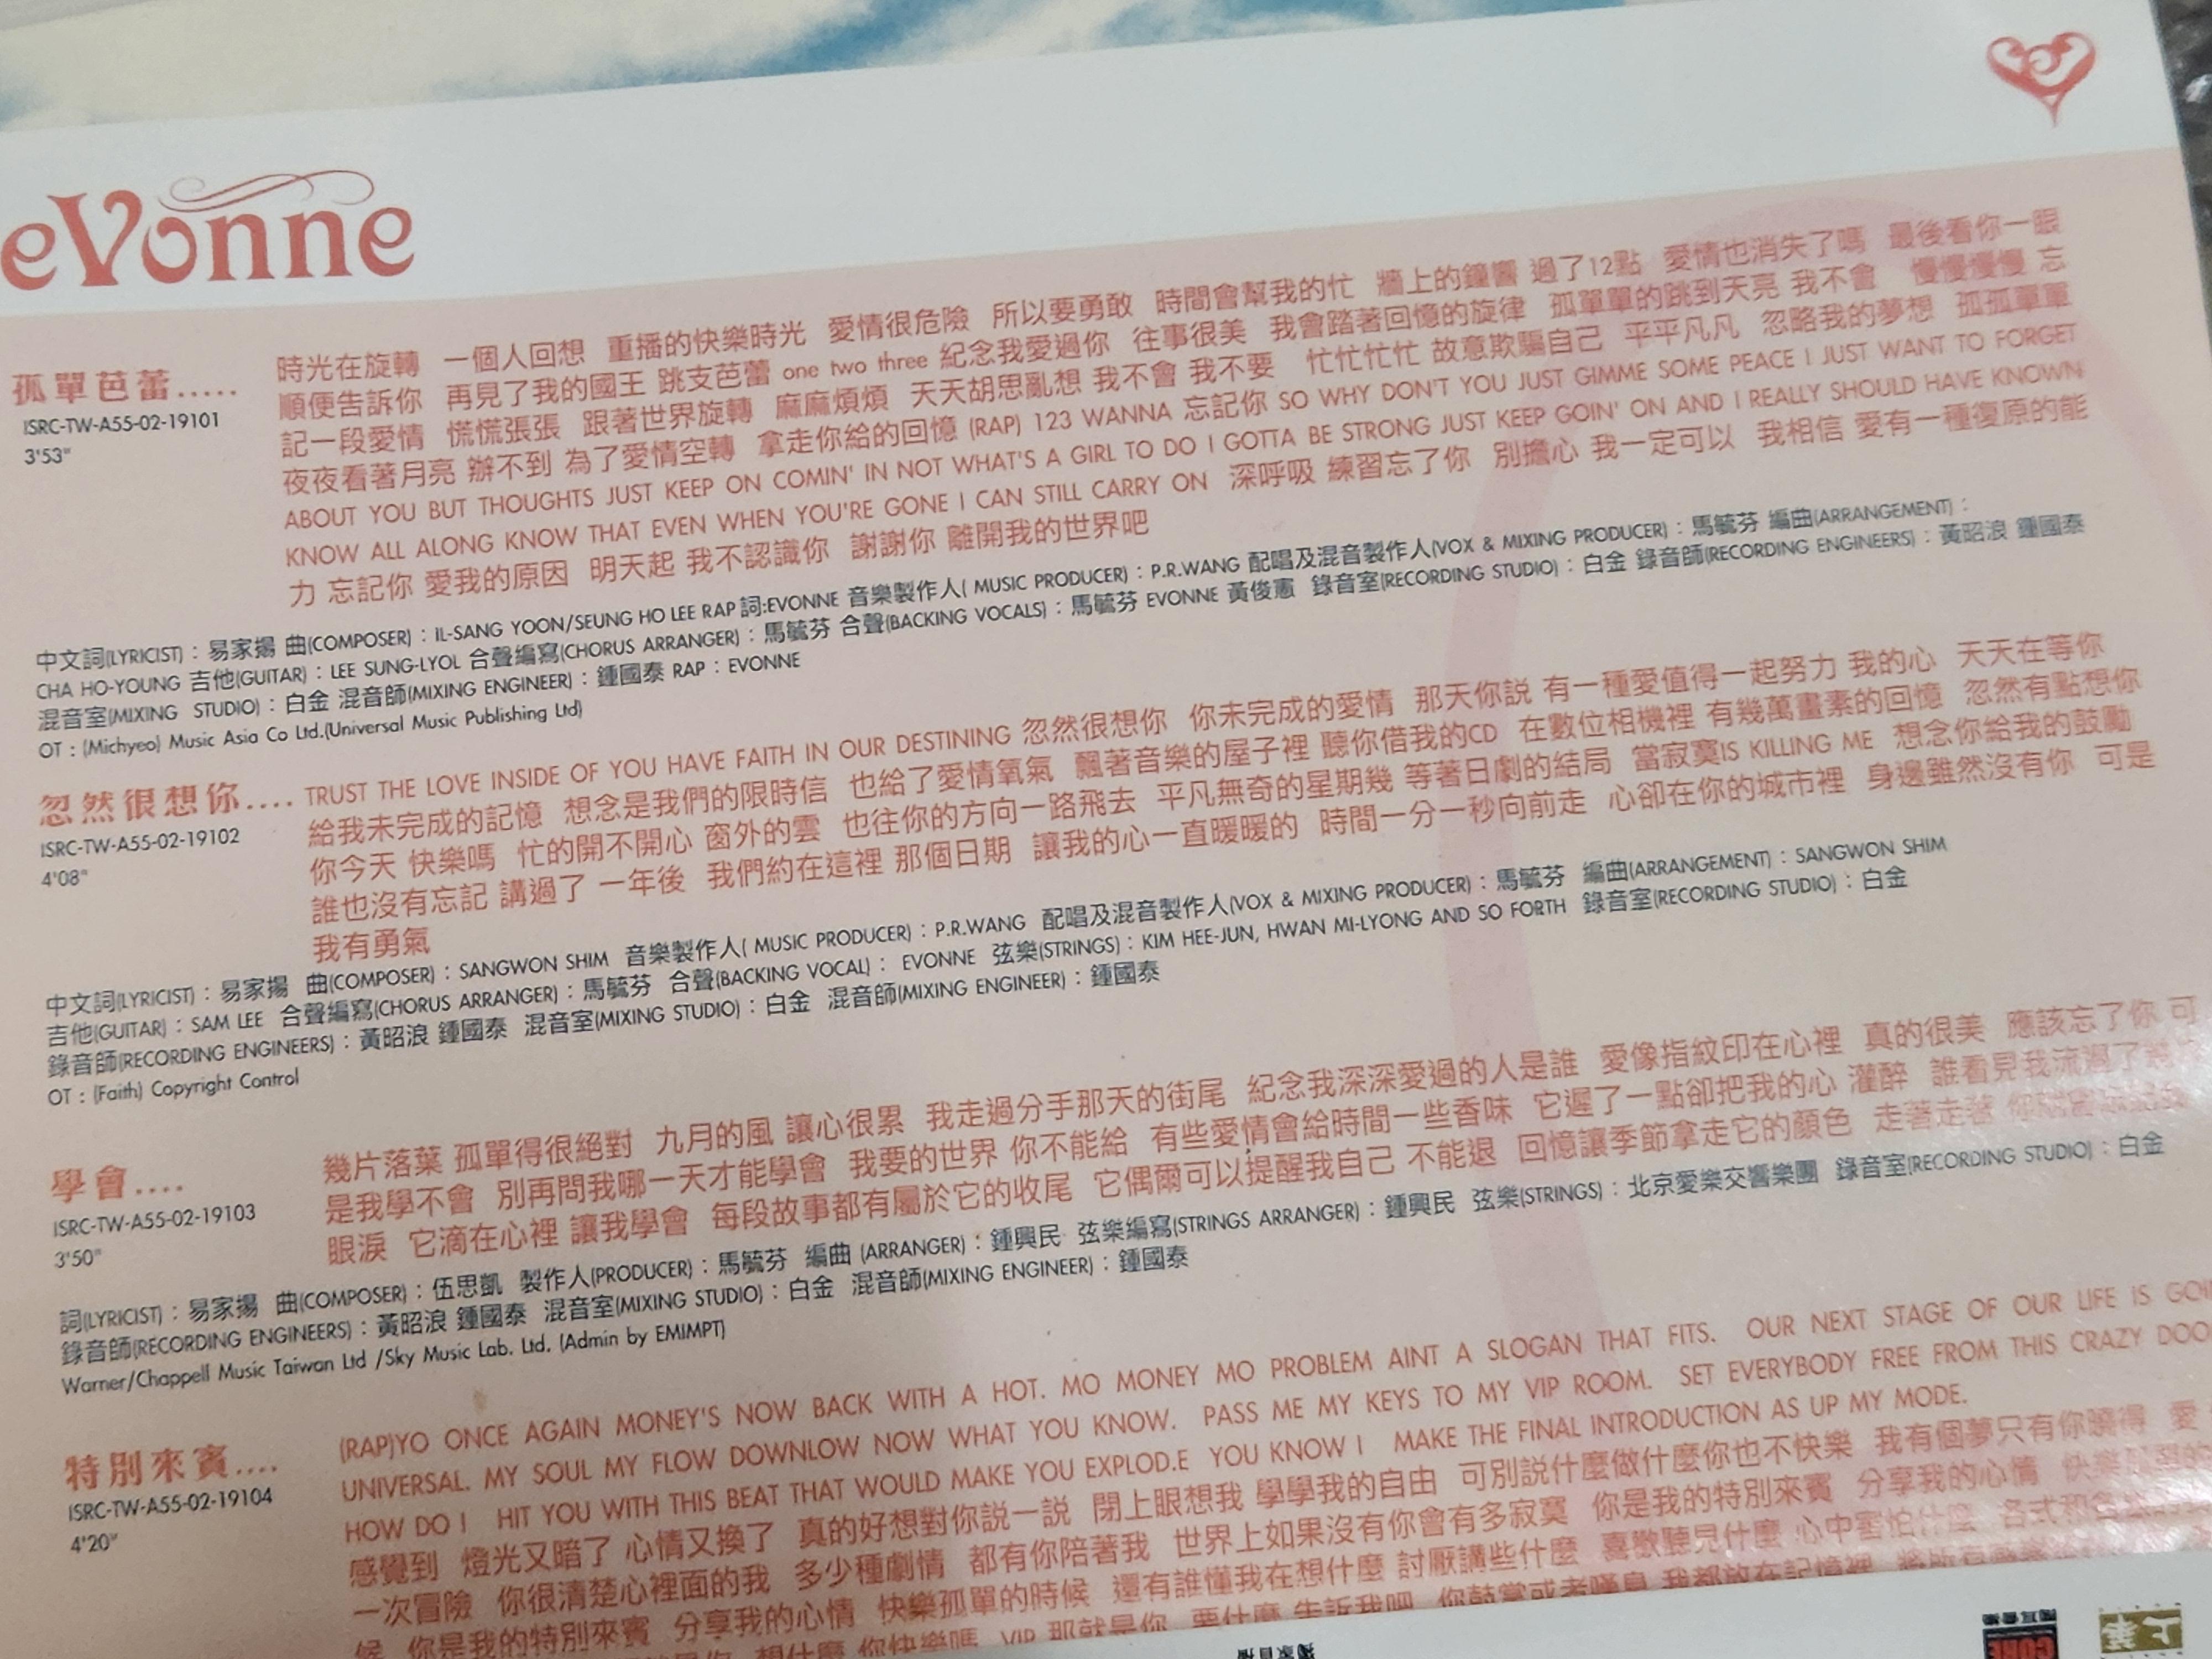 eVonne
孤單芭蕾.....
ISRC-TW-A55-02-19101
3'53"
時光在旋轉 一個人回想 重播的快樂時光 愛情很危險 所以要勇敢 時間會幫我的忙 牆上的鐘響 過了12點 愛情也消失了嗎 最後看你一眼
順便告訴你 再見了我的國王 跳支芭蕾 one two three 紀念我愛過你 往事很美 我會踏著回憶的旋律 孤單單的跳到天亮 我不會 慢慢慢慢 忘
記一段愛情 慌慌張張 跟著世界旋轉 麻麻煩煩 天天胡思亂想 我不會 我不要 忙忙忙忙 故意欺騙自己 平平凡凡 忽略我的夢想 孤孤單單
夜夜看著月亮 辦不到 為了愛情空轉 拿走你給的回憶 (RAP) 123 WANNA 忘記你 SO WHY DON'T YOU JUST GIMME SOME PEACE I JUST WANT TO FORGET
ABOUT YOU BUT THOUGHTS JUST KEEP ON COMIN' IN NOT WHAT'S A GIRL TO DO I GOTTA BE STRONG JUST KEEP GOIN' ON AND I REALLY SHOULD HAVE KNOWN
KNOW ALL ALONG KNOW THAT EVEN WHEN YOU'RE GONE I CAN STILL CARRY ON 深呼吸 練習忘了你 別擔心 我一定可以 我相信 愛有一種復原的能
力 忘記你 愛我的原因 明天起 我不認識你 謝謝你 離開我的世界吧
中文詞(LYRICIST)：易家揚 曲(COMPOSER)：IL-SANG YOON/SEUNG HO LEE RAP 詞:EVONNE 音樂製作人( MUSIC PRODUCER)：P.R.WANG 配唱及混音製作人(VOX & MIXING PRODUCER)：馬毓芬 編曲(ARRANGEMENT)：
CHA HO-YOUNG 吉他(GUITAR)：LEE SUNG-LYOL 合聲編寫(CHORUS ARRANGER)：馬毓芬 合聲(BACKING VOCALS)：馬毓芬 EVONNE 黃俊憲 錄音室(RECORDING STUDIO)：白金 錄音師(RECORDING ENGINEERS)：黃昭浪 鍾國泰
混音室(MIXING STUDIO)：白金 混音師(MIXING ENGINEER)：鍾國泰 RAP：EVONNE
OT：(Michyeo) Music Asia Co Ltd.(Universal Music Publishing Ltd)
忽然很想你....
ISRC-TW-A55-02-19102
4'08"
TRUST THE LOVE INSIDE OF YOU HAVE FAITH IN OUR DESTINING 忽然很想你 你未完成的愛情 那天你說 有一種愛值得一起努力 我的心 天天在等你
給我未完成的記憶 想念是我們的限時信 也給了愛情氧氣 飄著音樂的屋子裡 聽你借我的CD 在數位相機裡 有幾萬畫素的回憶 忽然有點想你
你今天 快樂嗎 忙的開不開心 窗外的雲 也往你的方向一路飛去 平凡無奇的星期幾 等著日劇的結局 當寂寞IS KILLING ME 想念你給我的鼓勵
誰也沒有忘記 講過了 一年後 我們約在這裡 那個日期 讓我的心一直暖暖的 時間一分一秒向前走 心卻在你的城市裡 身邊雖然沒有你 可是
我有勇氣
中文詞(LYRICIST)：易家揚 曲(COMPOSER)：SANGWON SHIM 音樂製作人( MUSIC PRODUCER)：P.R.WANG 配唱及混音製作人(VOX & MIXING PRODUCER)：馬毓芬 編曲(ARRANGEMENT)：SANGWON SHIM
吉他(GUITAR)：SAM LEE 合聲編寫(CHORUS ARRANGER)：馬毓芬 合聲(BACKING VOCAL)： EVONNE 弦樂(STRINGS)：KIM HEE-JUN, HWAN MI-LYONG AND SO FORTH 錄音室(RECORDING STUDIO)：白金
錄音師(RECORDING ENGINEERS)：黃昭浪 鍾國泰 混音室(MIXING STUDIO)：白金 混音師(MIXING ENGINEER)：鍾國泰
OT：(Faith) Copyright Control
學會....
ISRC-TW-A55-02-19103
3'50"
幾片落葉 孤單得很絕對 九月的風 讓心很累 我走過分手那天的街尾 紀念我深深愛過的人是誰 愛像指紋印在心裡 真的很美 應該忘了你 可
是我學不會 別再問我哪一天才能學會 我要的世界 你不能給 有些愛情會給時間一些香味 它遲了一點卻把我的心 灌醉 誰看見我流過了
眼淚 它滴在心裡 讓我學會 每段故事都有屬於它的收尾 它偶爾可以提醒我自己 不能退 回憶讓季節拿走它的顏色 走著走著
詞(LYRICIST)：易家揚 曲(COMPOSER)：伍思凱 製作人(PRODUCER)：馬毓芬 編曲 (ARRANGER)：鍾興民 弦樂編寫(STRINGS ARRANGER)：鍾興民 弦樂(STRINGS)：北京愛樂交響樂團 錄音室(RECORDING STUDIO)：白金
錄音師(RECORDING ENGINEERS)：黃昭浪 鍾國泰 混音室(MIXING STUDIO)：白金 混音師(MIXING ENGINEER)：鍾國泰
Warner/Chappell Music Taiwan Ltd /Sky Music Lab. Ltd. (Admin by EMIMPT)
特別來賓....
ISRC-TW-A55-02-19104
4'20"
(RAP)YO ONCE AGAIN MONEY'S NOW BACK WITH A HOT. MO MONEY MO PROBLEM AINT A SLOGAN THAT FITS. OUR NEXT STAGE OF OUR LIFE IS GOI
UNIVERSAL. MY SOUL MY FLOW DOWNLOW NOW WHAT YOU KNOW. PASS ME MY KEYS TO MY VIP ROOM. SET EVERYBODY FREE FROM THIS CRAZY DOO
HOW DO I HIT YOU WITH THIS BEAT THAT WOULD MAKE YOU EXPLOD.E YOU KNOW I MAKE THE FINAL INTRODUCTION AS UP MY MODE.
感覺到 燈光又暗了 心情又換了 真的好想對你說一說 閉上眼想我 學學我的自由 可別說什麼做什麼你也不快樂 我有個夢只有你曉得 愛
一次冒險 你很清楚心裡面的我 多少種劇情 都有你陪著我 世界上如果沒有你會有多寂寞 你是我的特別來賓 分享我的心情
候 你是我的特別來賓 分享我的心情 快樂孤單的時候 還有誰懂我在想什麼 討厭講些什麼 喜歡聽見什麼 心中害怕什麼
想什麼 你快樂嗎 VIP 那就是你 要什麼 告訴我吧 你鼓掌或者嘆息 我都放在記憶裡
CORE
上華